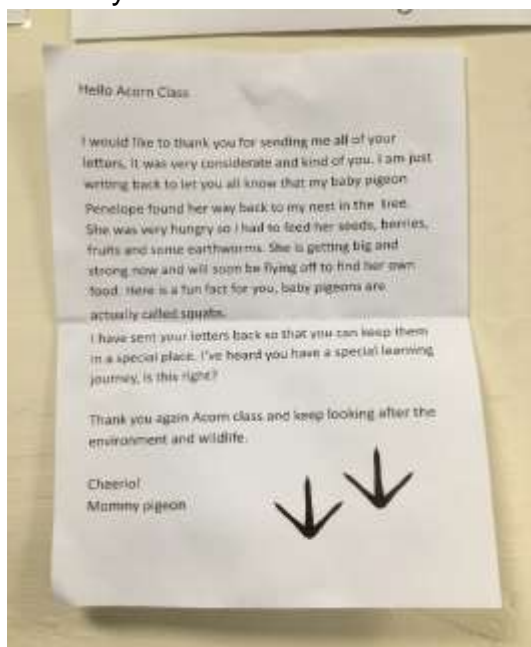 Hello Acorn Class
I would like to thank you for sending me all of your
letters, it was very considerate and kind of you. I am just
writing back to let you all know that my baby pigeon
Penelope found her way back to my nest in the tree.
She was very hungry so I had to feed her seeds, berries,
fruits and some earthworms. She is getting big and
strong now and will soon be flying off to find her own
food. Here is a fun fact for you, baby pigeons are
actually called squabs.
I have sent your letters back so that you can keep them
in a special place. I've heard you have a special learning
journey, is this right?
Thank you again Acorn class and keep looking after the
environment and wildlife.
Cheerio!
Mommy pigeon